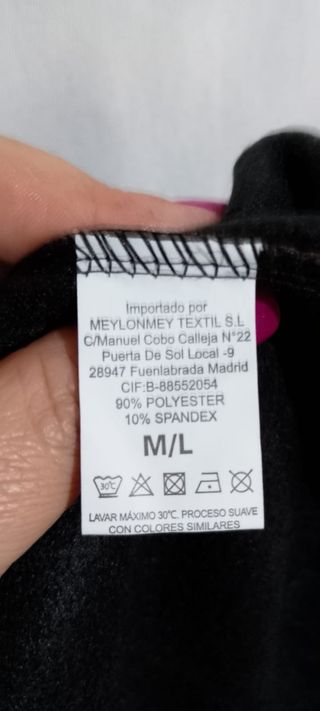 Importado por
MEYLONMEY TEXTIL S.L
C/Manuel Cobo Calleja N°22
Puerta De Sol Local -9
28947 Fuenlabrada Madrid
CIF:B-88552054
90% POLYESTER
10% SPANDEX
M/L
30°C
LAVAR MÁXIMO 30°C. PROCESO SUAVE
CON COLORES SIMILARES